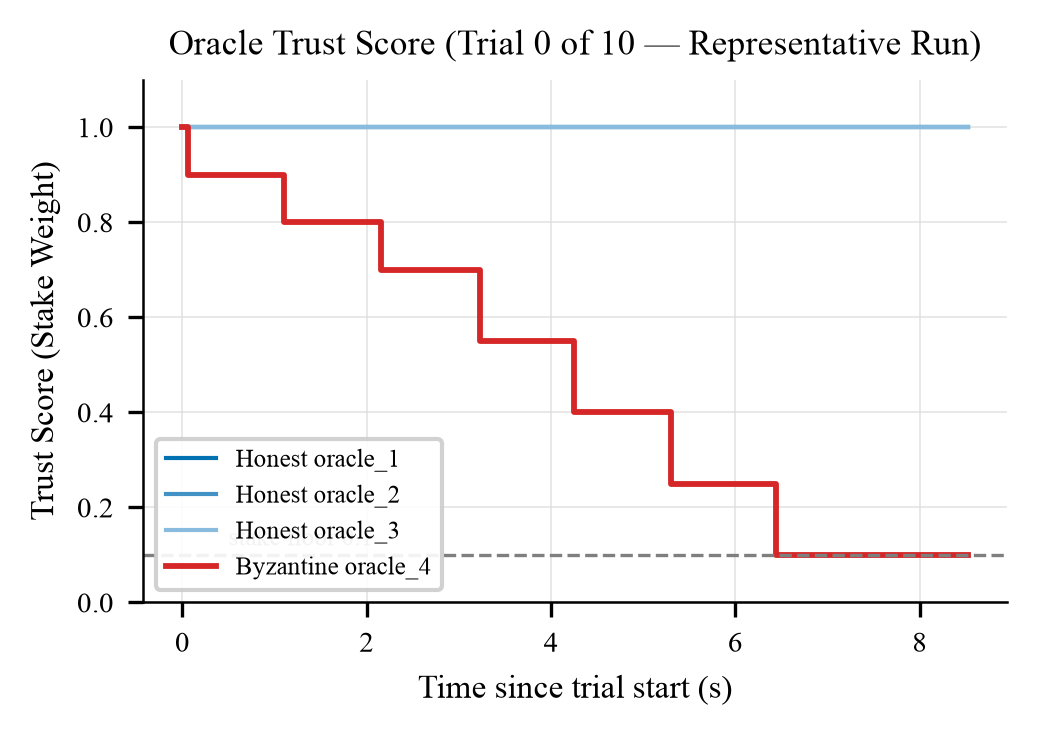 Oracle Trust Score (Trial 0 of 10 — Representative Run)
Trust Score (Stake Weight)
1.0
0.8
0.6
0.4
0.2
0.0
Honest oracle_1
Honest oracle_2
Honest oracle_3
Byzantine oracle_4
0 2 4 6 8
Time since trial start (s)